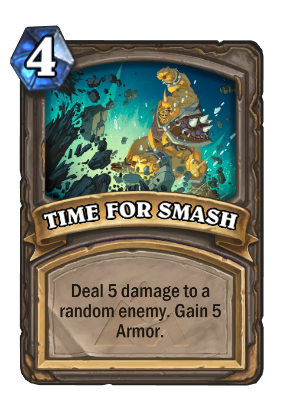 4
TIME FOR SMASH
Deal 5 damage to a
random enemy. Gain 5
Armor.